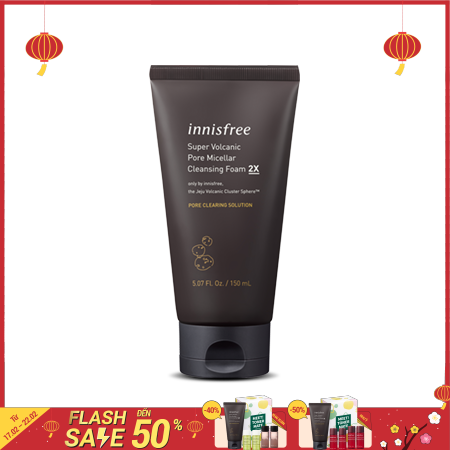 innisfree
Super Volcanic
Pore Micellar
Cleansing Foam 2X
only by innisfree,
the Jeju Volcanic Cluster Sphere™
PORE CLEARING SOLUTION
5.07 Fl. Oz. / 150 mL
TỪ
17.02 - 22.02
FLASH
SALE
ĐẾN
50%
-40%
-50%